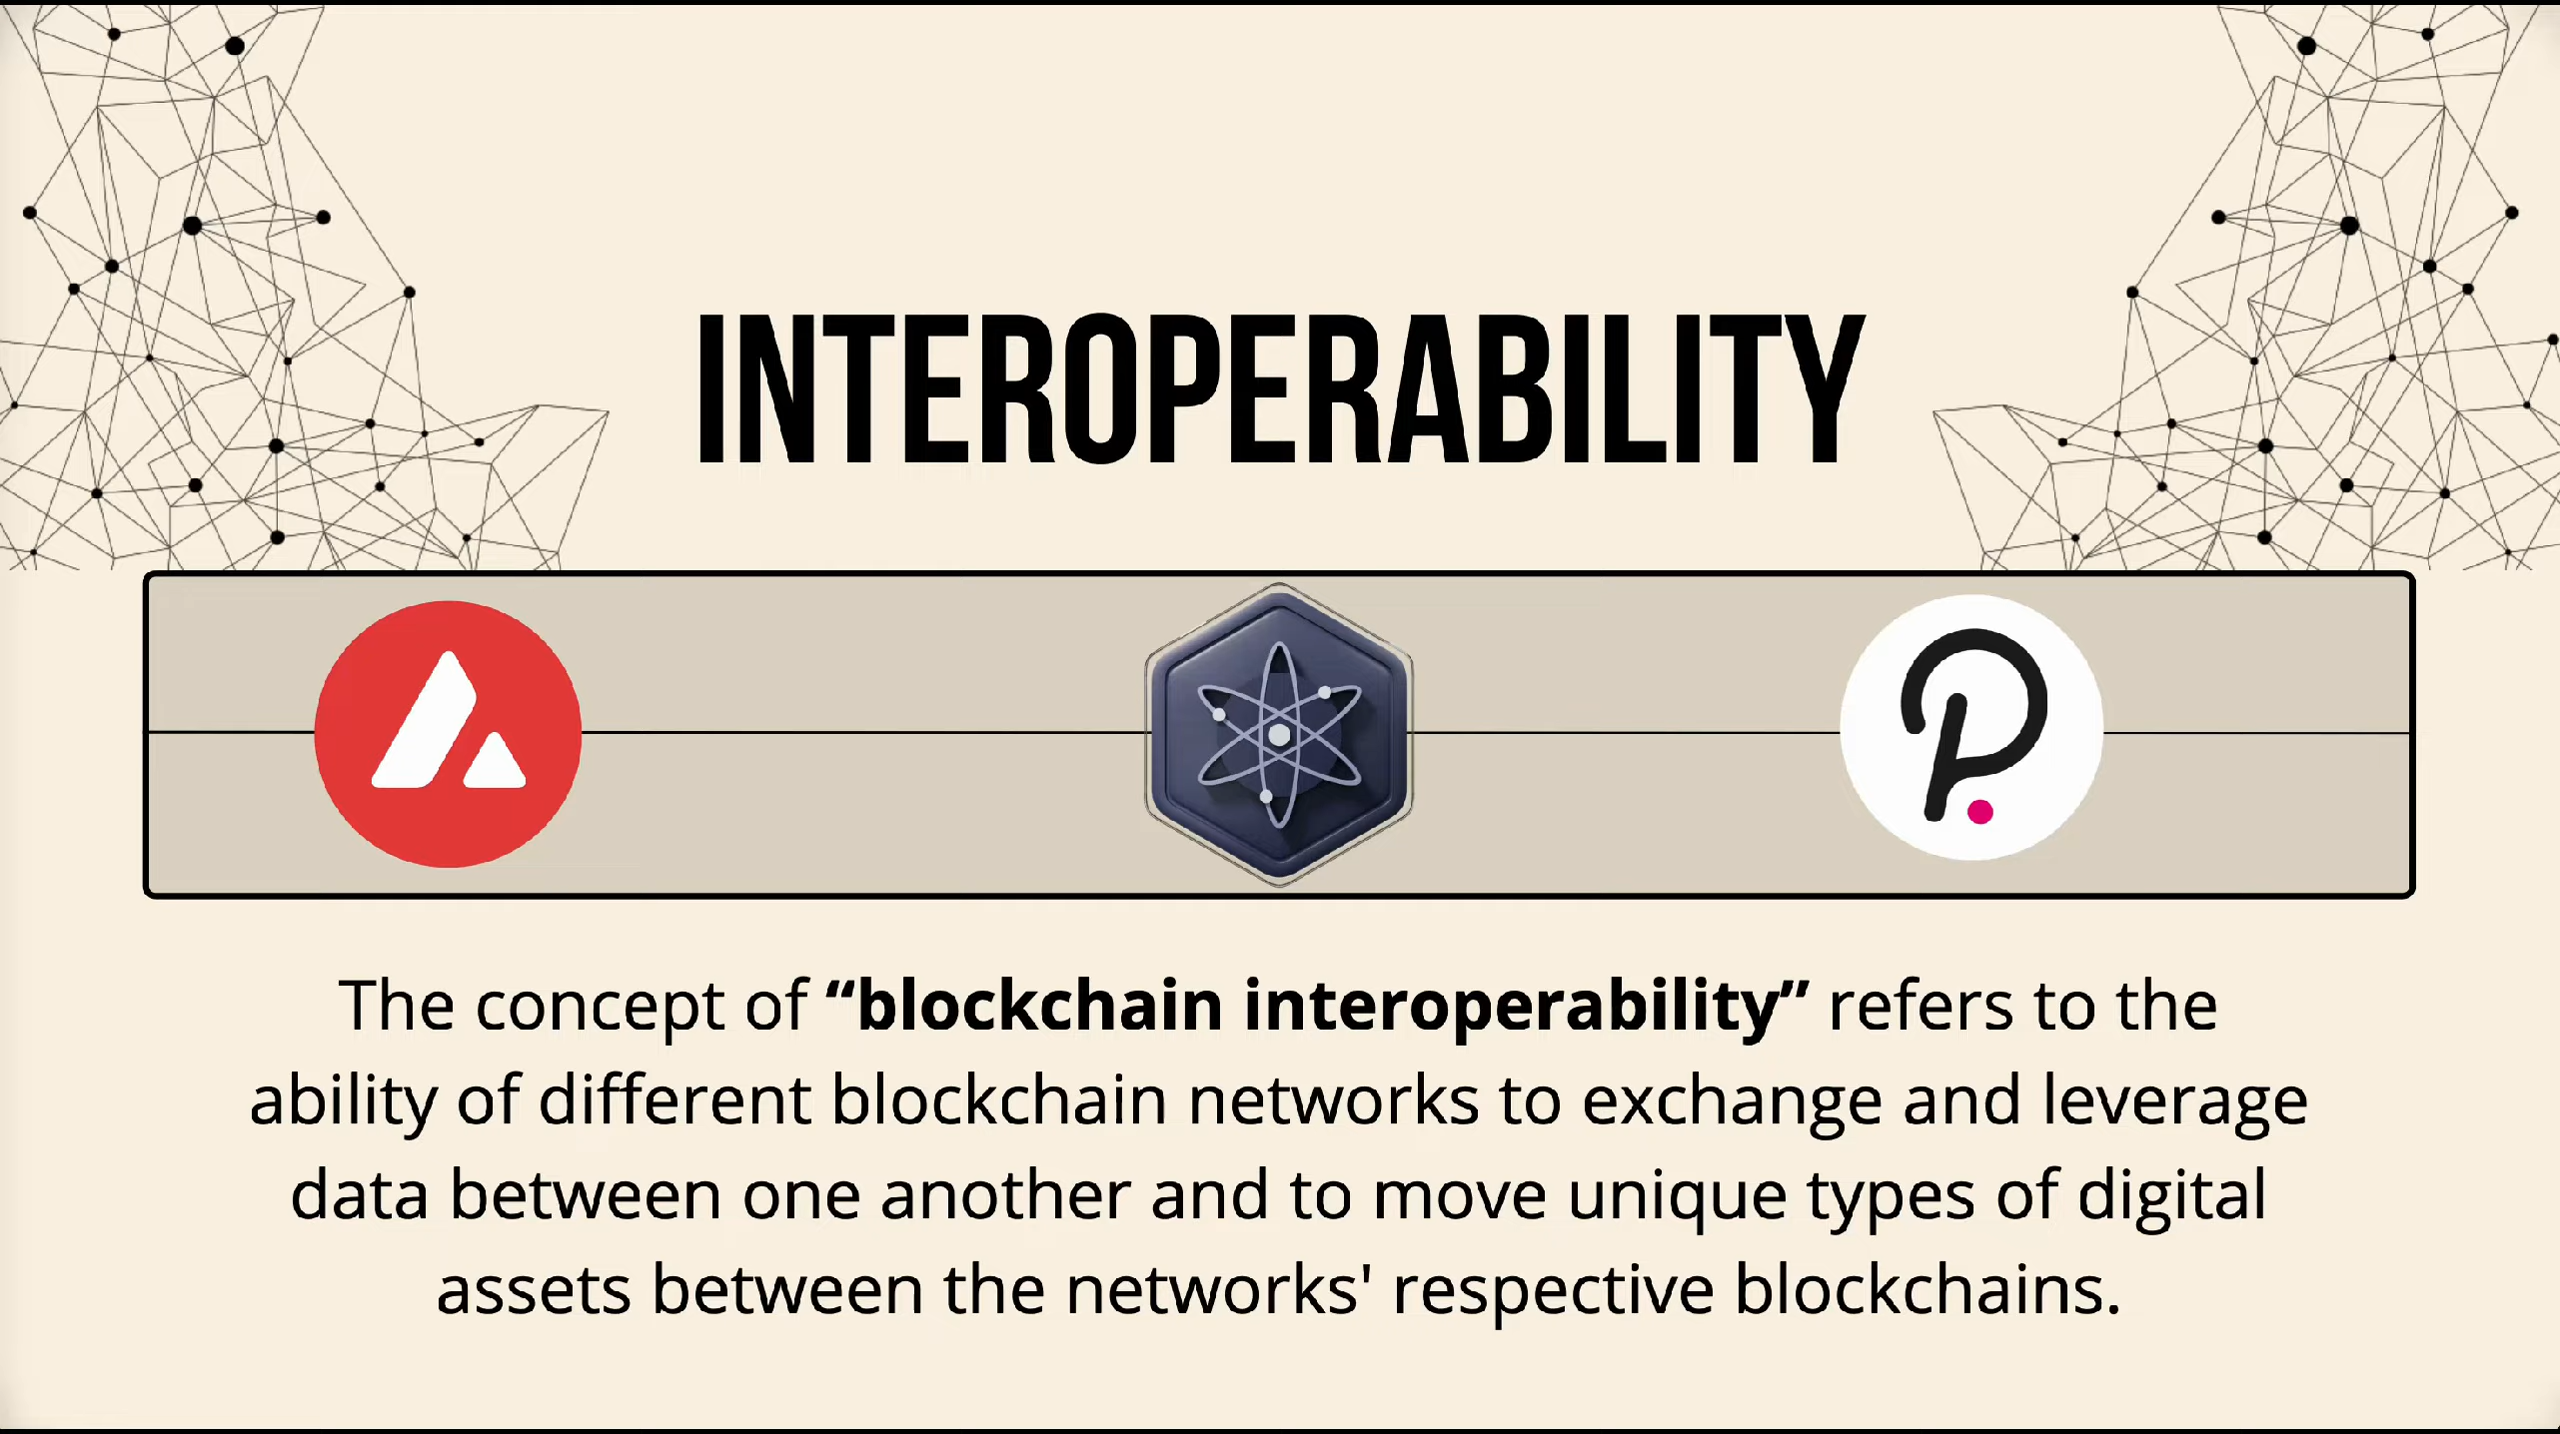 INTEROPERABILITY
The concept of “blockchain interoperability” refers to the
ability of different blockchain networks to exchange and leverage
data between one another and to move unique types of digital
assets between the networks' respective blockchains.